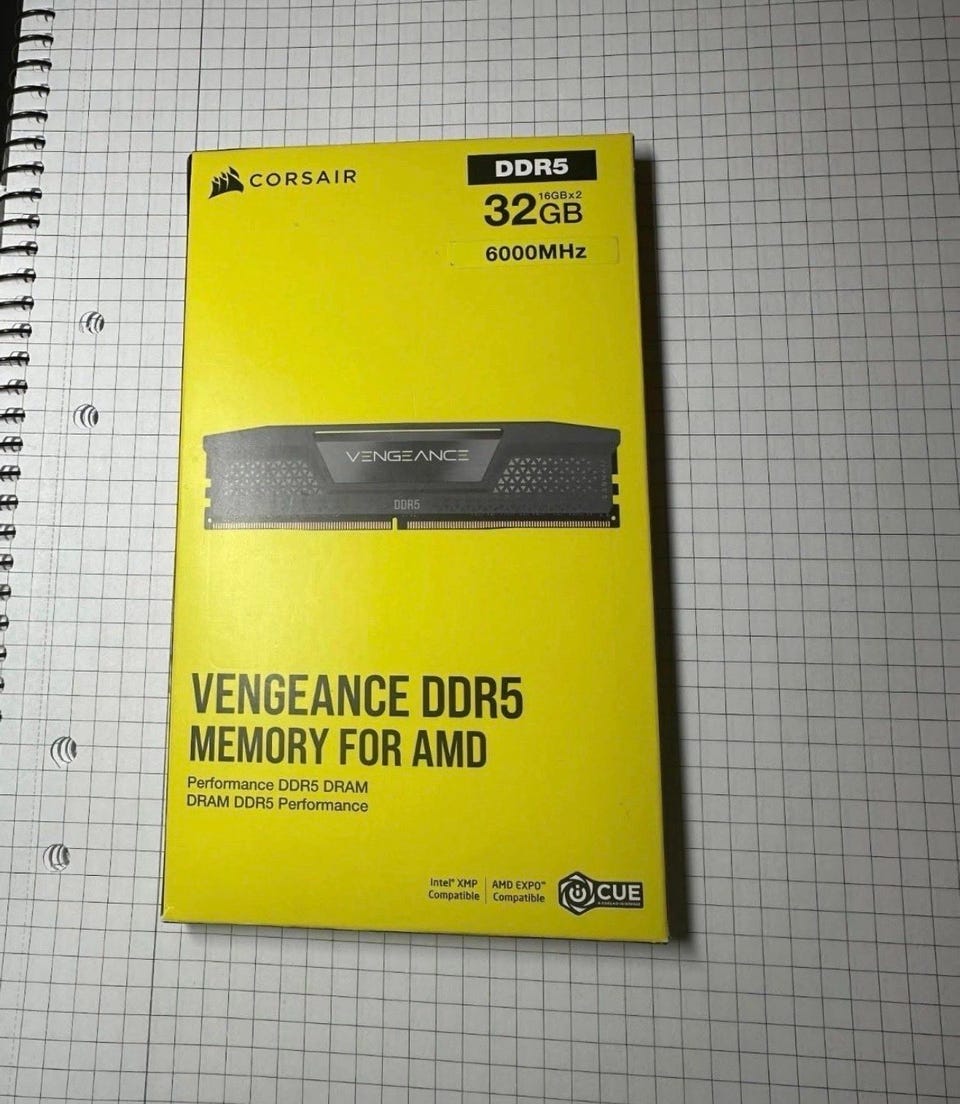 CORSAIR
DDR5
16GBx2
32GB
6000MHz
VENGEANCE
DDR5
VENGEANCE DDR5
MEMORY FOR AMD
Performance DDR5 DRAM
DRAM DDR5 Performance
Intel® XMP
Compatible
AMD EXPO™
Compatible
iCUE